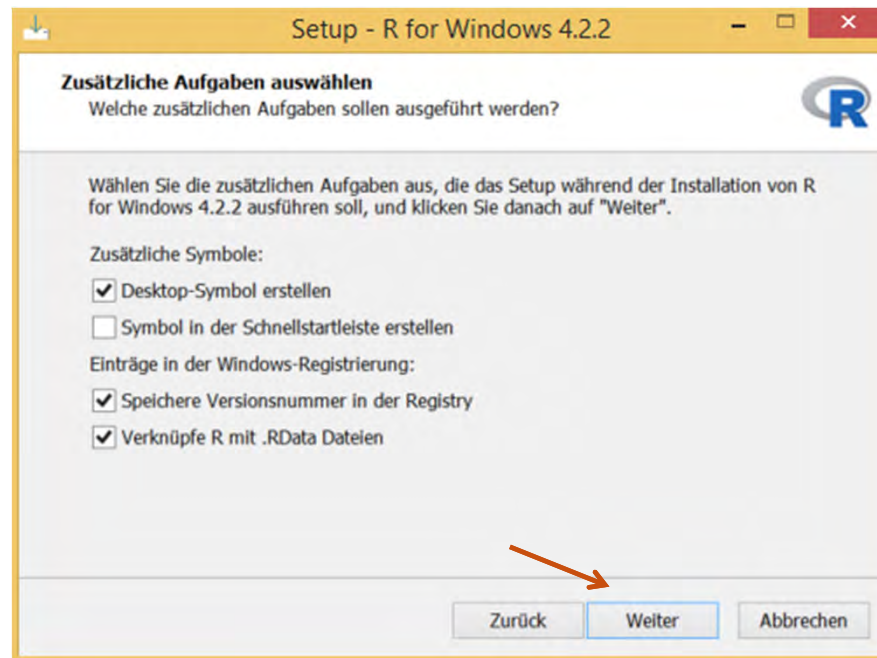 Setup - R for Windows 4.2.2
Zusätzliche Aufgaben auswählen
Welche zusätzlichen Aufgaben sollen ausgeführt werden?
R
Wählen Sie die zusätzlichen Aufgaben aus, die das Setup während der Installation von R
for Windows 4.2.2 ausführen soll, und klicken Sie danach auf "Weiter".
Zusätzliche Symbole:
Desktop-Symbol erstellen
Symbol in der Schnellstartleiste erstellen
Einträge in der Windows-Registrierung:
Speichere Versionsnummer in der Registry
Verknüpfe R mit .RData Dateien
Zurück Weiter Abbrechen